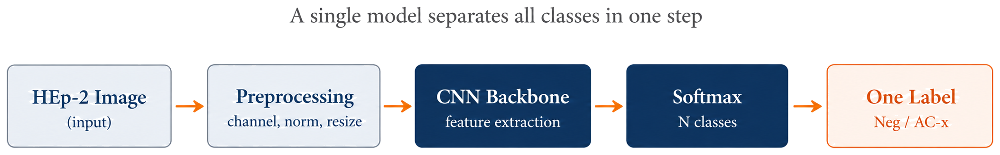 A single model separates all classes in one step
HEp-2 Image
(input)
Preprocessing
channel, norm, resize
CNN Backbone
feature extraction
Softmax
N classes
One Label
Neg / AC-x